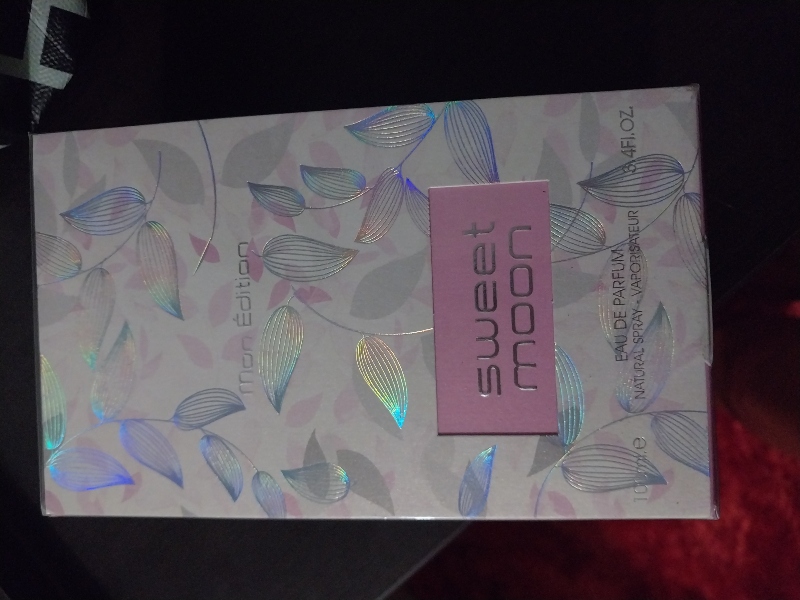 mon Édition
sweet
moon
EAU DE PARFUM
NATURAL SPRAY - VAPORISATEUR
3.4Fl.OZ.